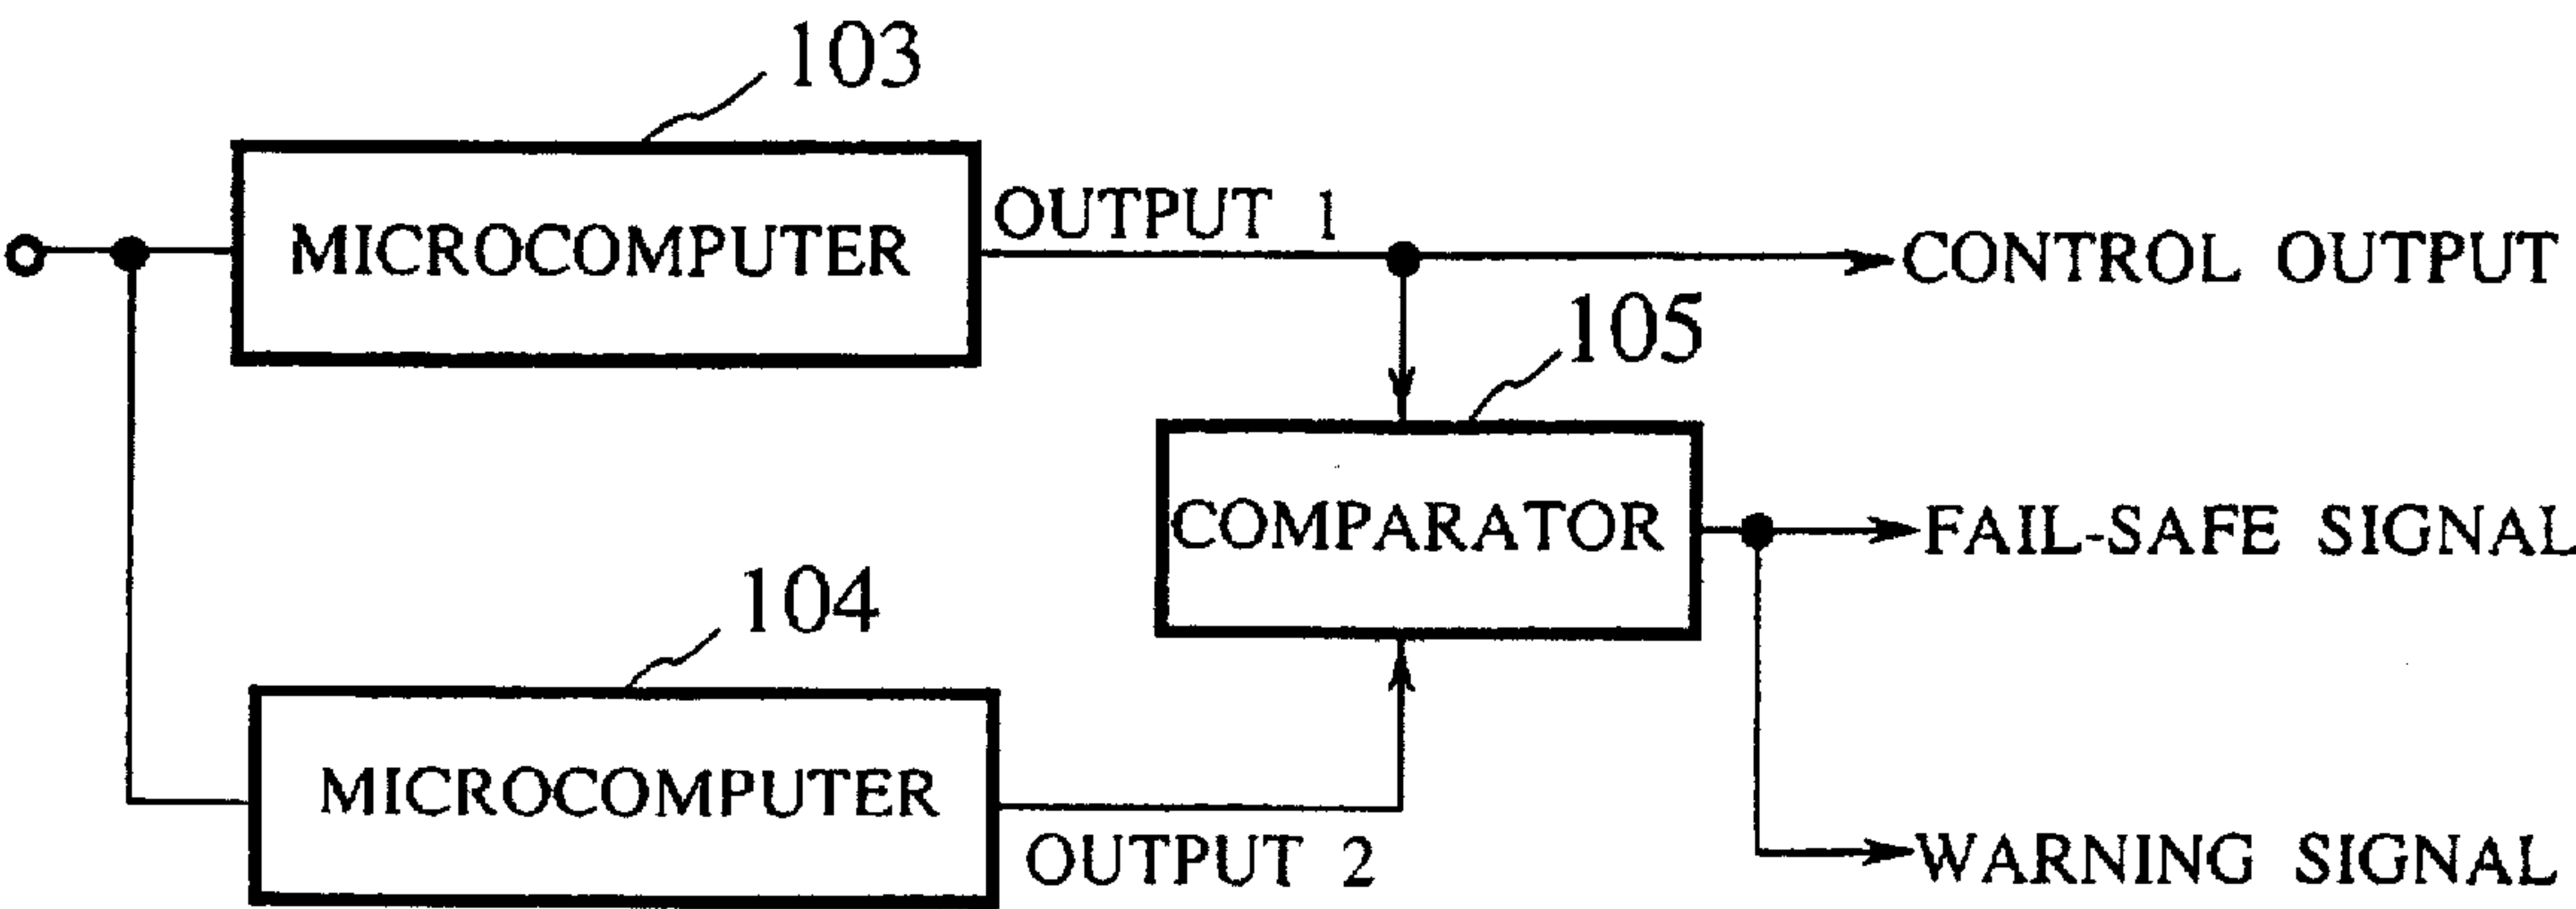 103
MICROCOMPUTER
OUTPUT 1
CONTROL OUTPUT
105
COMPARATOR
FAIL-SAFE SIGNAL
104
MICROCOMPUTER
OUTPUT 2
WARNING SIGNAL